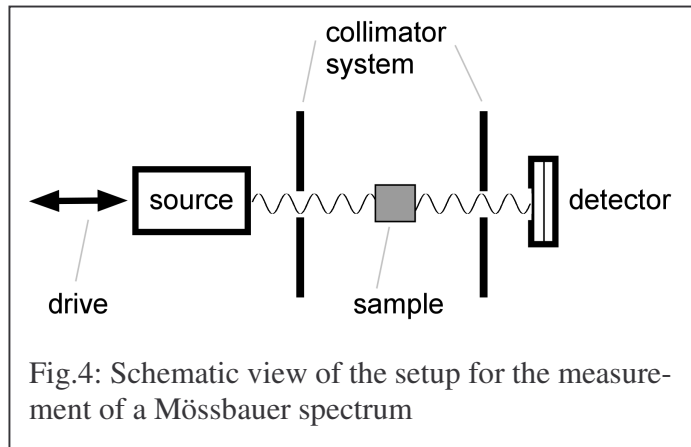 collimator
system
source
detector
drive
sample
Fig.4: Schematic view of the setup for the measure-
ment of a Mössbauer spectrum